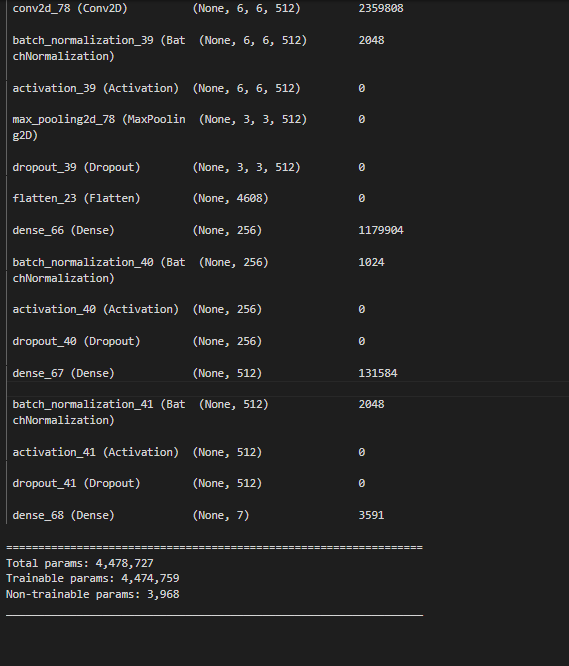 conv2d_78 (Conv2D) (None, 6, 6, 512) 2359808
batch_normalization_39 (Bat (None, 6, 6, 512) 2048
chNormalization)
activation_39 (Activation) (None, 6, 6, 512) 0
max_pooling2d_78 (MaxPoolin (None, 3, 3, 512) 0
g2D)
dropout_39 (Dropout) (None, 3, 3, 512) 0
flatten_23 (Flatten) (None, 4608) 0
dense_66 (Dense) (None, 256) 1179904
batch_normalization_40 (Bat (None, 256) 1024
chNormalization)
activation_40 (Activation) (None, 256) 0
dropout_40 (Dropout) (None, 256) 0
dense_67 (Dense) (None, 512) 131584
batch_normalization_41 (Bat (None, 512) 2048
chNormalization)
activation_41 (Activation) (None, 512) 0
dropout_41 (Dropout) (None, 512) 0
dense_68 (Dense) (None, 7) 3591
=================================================================
Total params: 4,478,727
Trainable params: 4,474,759
Non-trainable params: 3,968
_________________________________________________________________